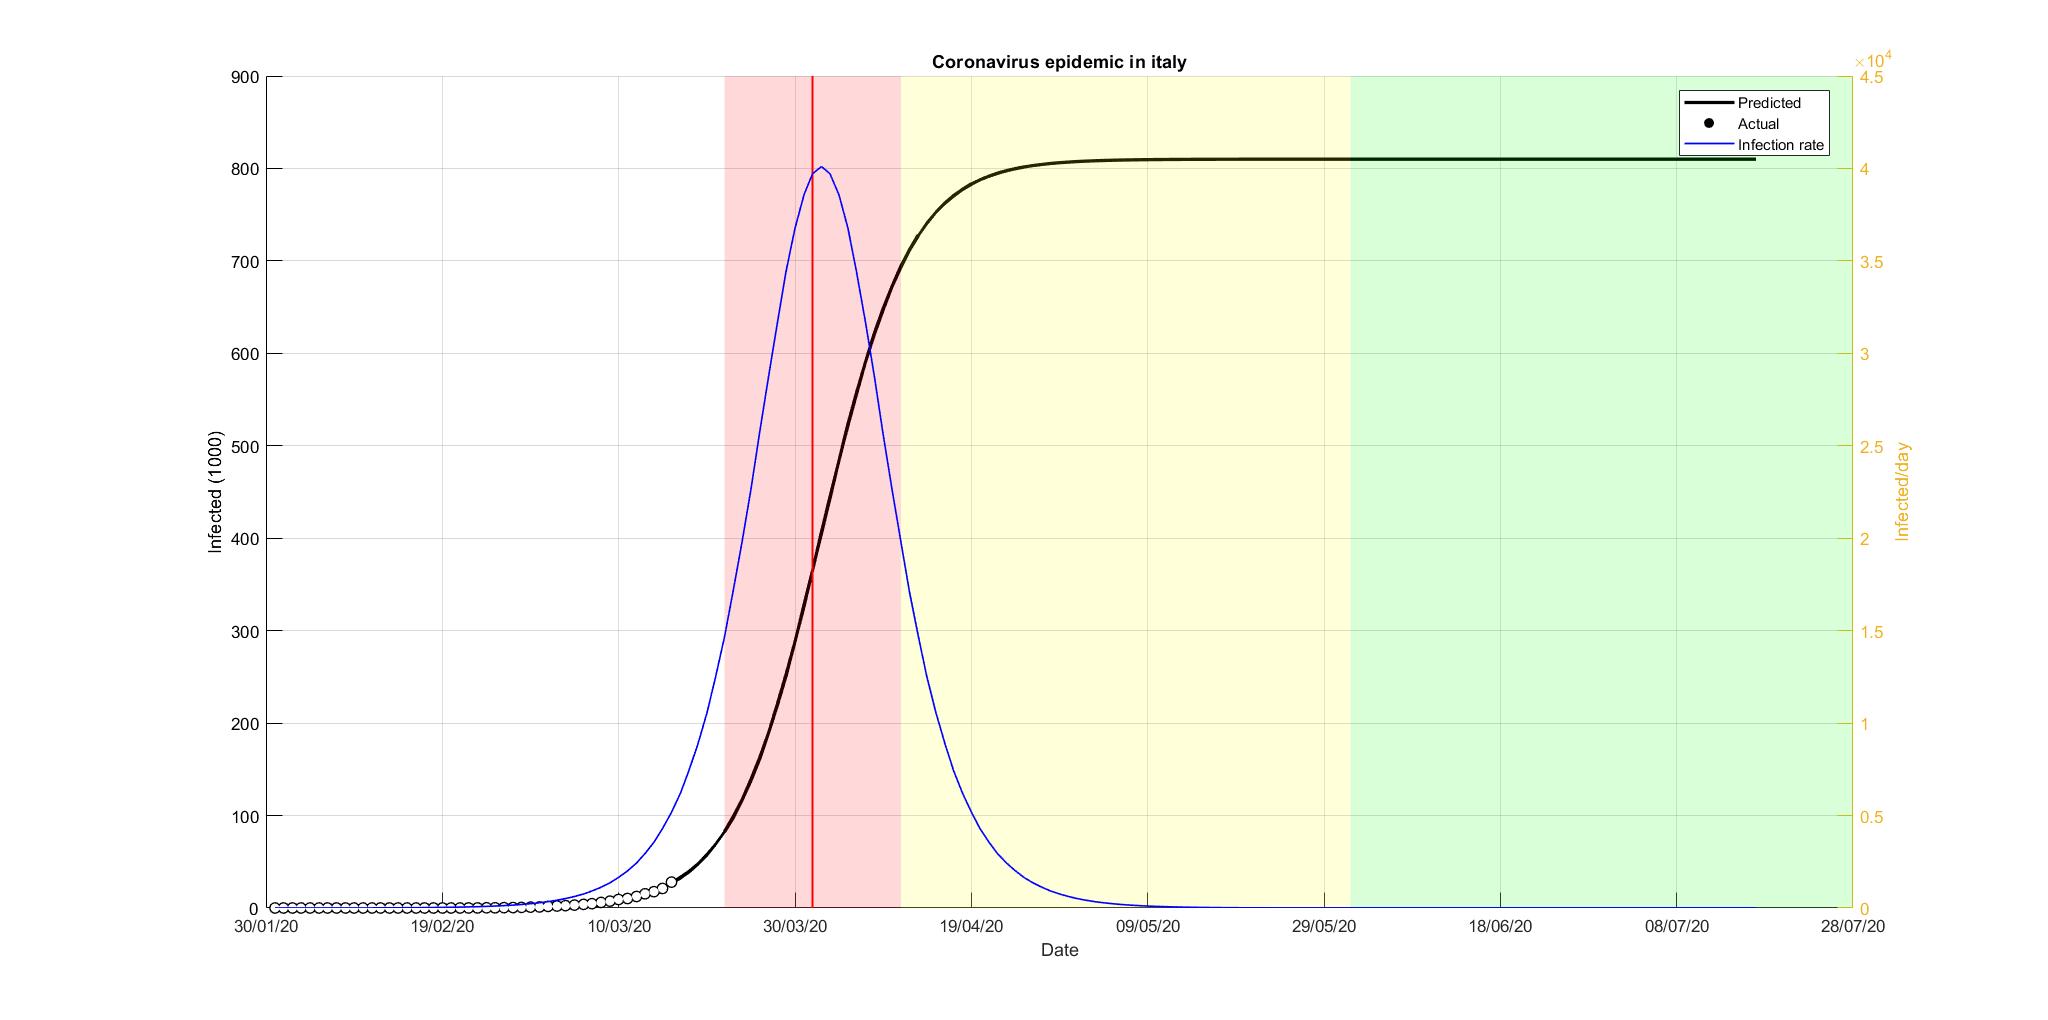 Coronavirus epidemic in italy
×10⁴
900
800
700
600
500
400
300
200
100
0
Infected (1000)
4.5
4
3.5
3
2.5
2
1.5
1
0.5
0
Infected/day
Predicted
Actual
Infection rate
30/01/20 19/02/20 10/03/20 30/03/20 19/04/20 09/05/20 29/05/20 18/06/20 08/07/20 28/07/20
Date